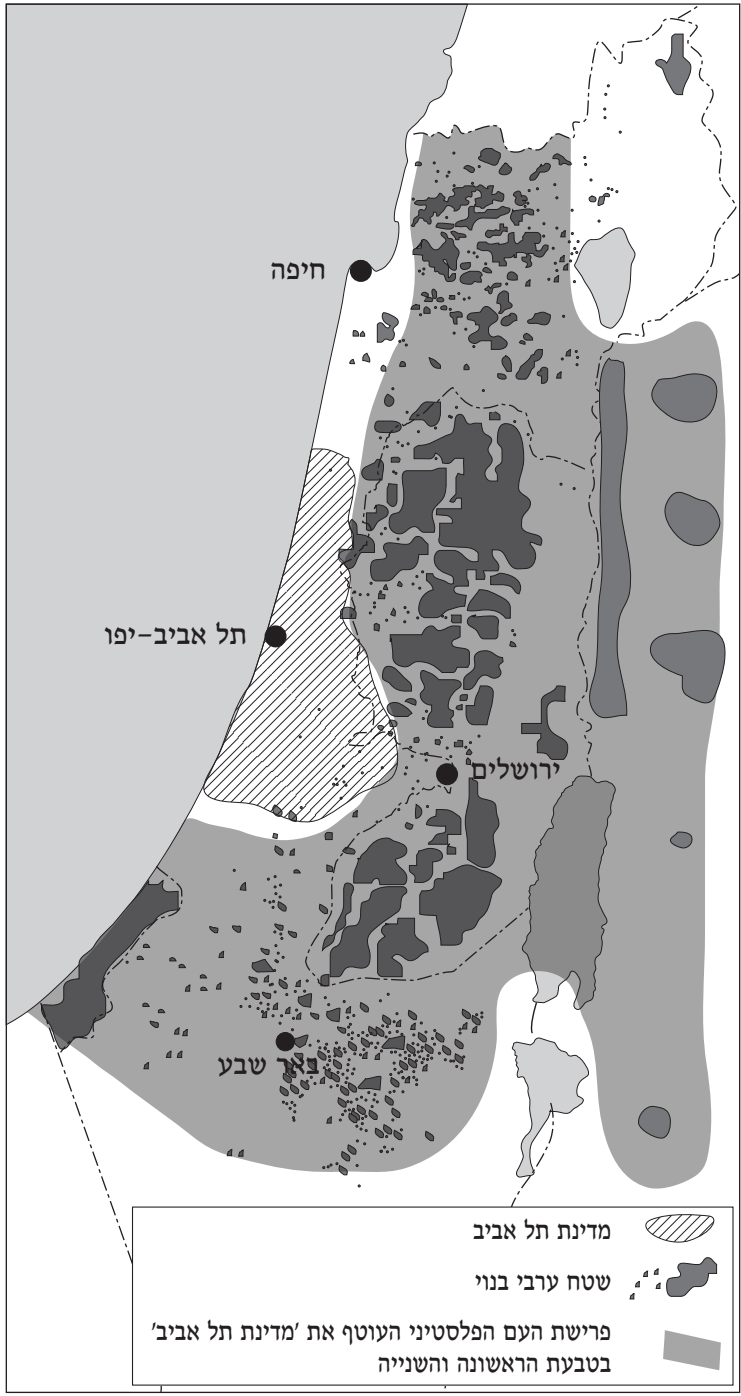 חיפה
תל אביב-יפו
ירושלים
באר שבע
מדינת תל אביב
שטח ערבי בנוי
פרישת העם הפלסטיני העוטף את 'מדינת תל אביב'
בטבעת הראשונה והשנייה